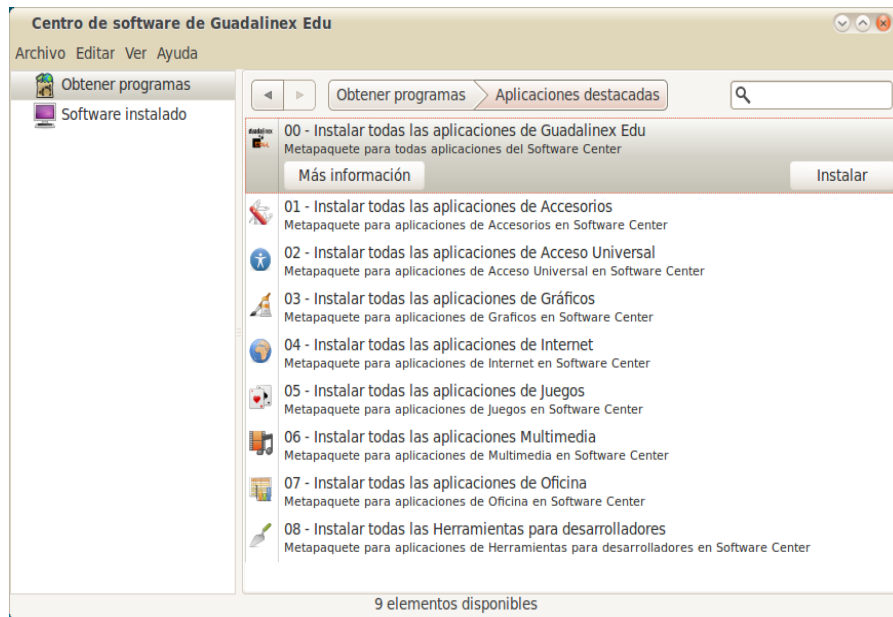 Centro de software de Guadalinex Edu
Archivo Editar Ver Ayuda
Obtener programas
Software instalado
Obtener programas
Aplicaciones destacadas
00 - Instalar todas las aplicaciones de Guadalinex Edu
Metapaquete para todas aplicaciones del Software Center
Más información
Instalar
01 - Instalar todas las aplicaciones de Accesorios
Metapaquete para aplicaciones de Accesorios en Software Center
02 - Instalar todas las aplicaciones de Acceso Universal
Metapaquete para aplicaciones de Acceso Universal en Software Center
03 - Instalar todas las aplicaciones de Gráficos
Metapaquete para aplicaciones de Graficos en Software Center
04 - Instalar todas las aplicaciones de Internet
Metapaquete para aplicaciones de Internet en Software Center
05 - Instalar todas las aplicaciones de Juegos
Metapaquete para aplicaciones de Juegos en Software Center
06 - Instalar todas las aplicaciones Multimedia
Metapaquete para aplicaciones de Multimedia en Software Center
07 - Instalar todas las aplicaciones de Oficina
Metapaquete para aplicaciones de Oficina en Software Center
08 - Instalar todas las Herramientas para desarrolladores
Metapaquete para aplicaciones de Herramientas para desarrolladores en Software Center
9 elementos disponibles